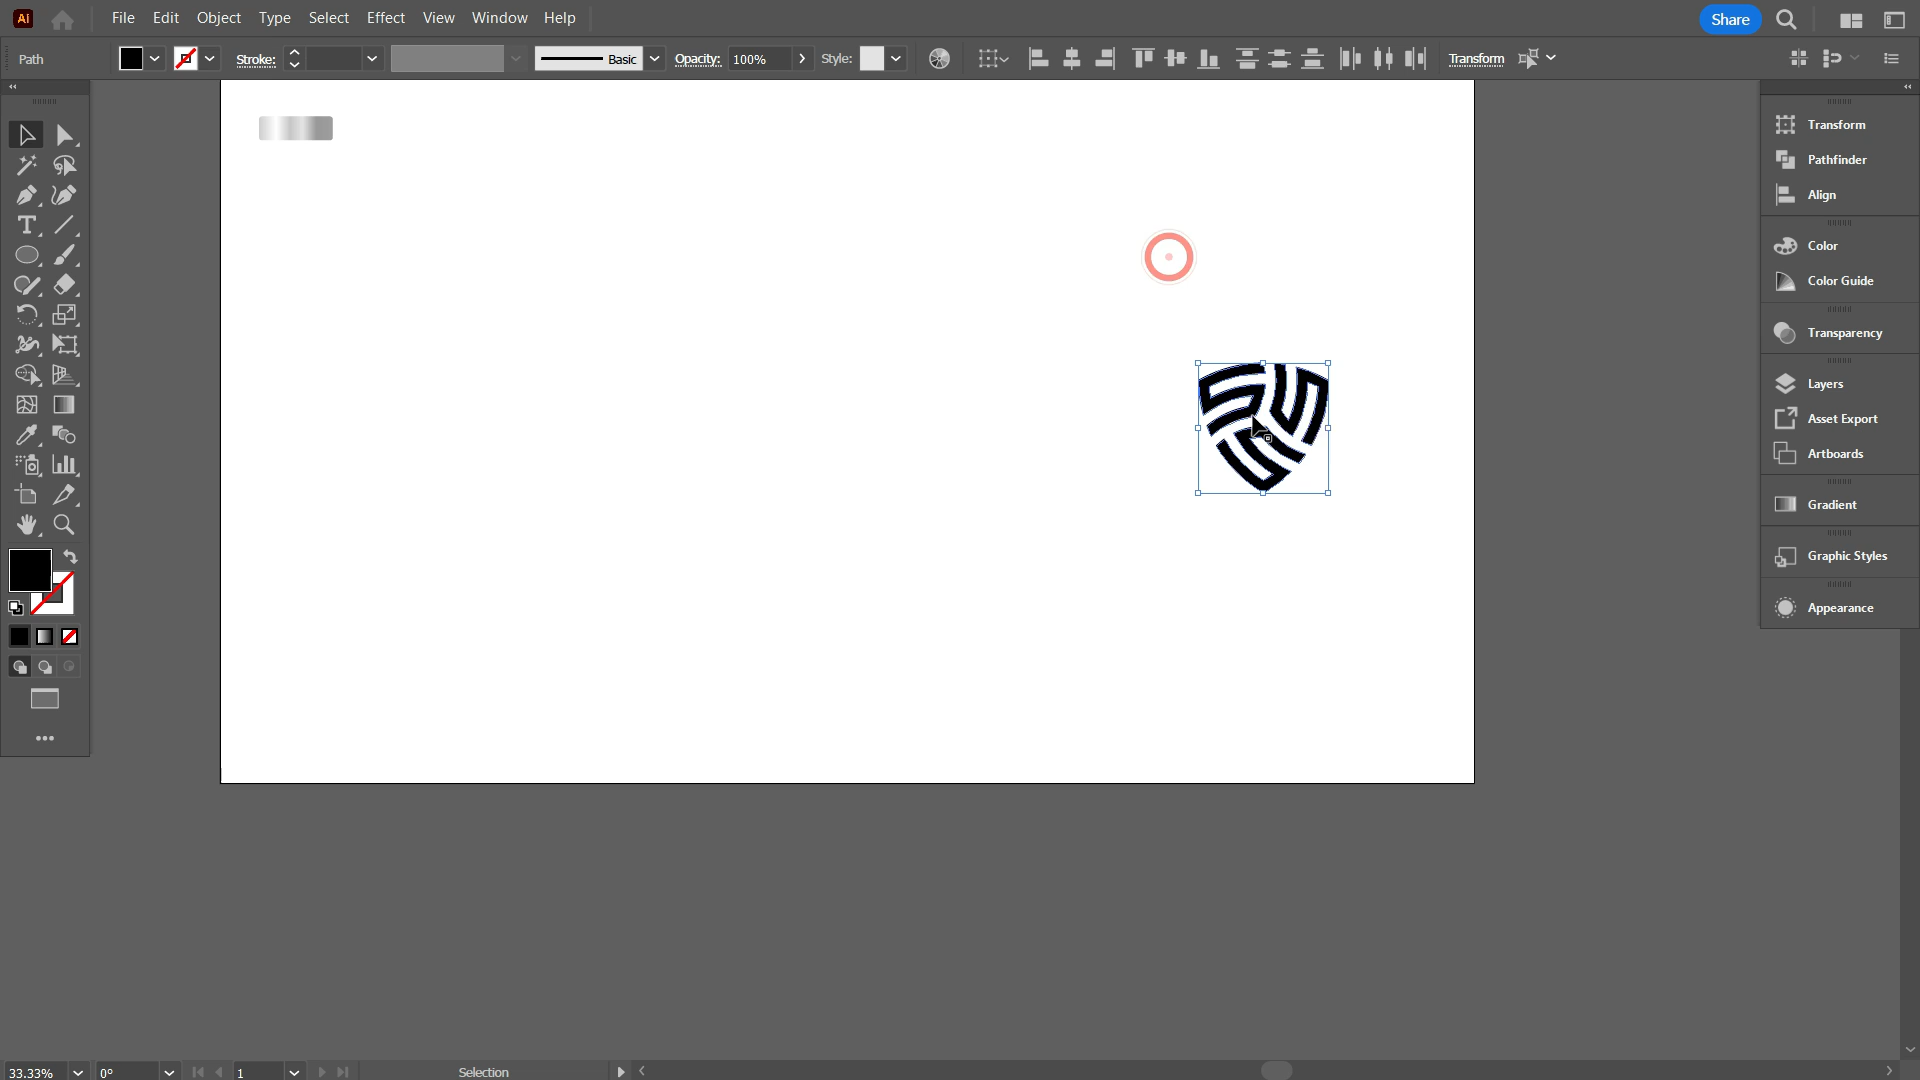 Ai
File Edit Object Type Select Effect View Window Help
Share
Path
Stroke:
Basic
Opacity: 100%
Style:
Transform
Transform
Pathfinder
Align
Color
Color Guide
Transparency
Layers
Asset Export
Artboards
Gradient
Graphic Styles
Appearance
33.33% 0° 1 Selection